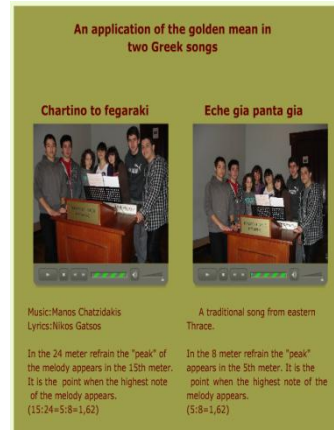 An application of the golden mean in
two Greek songs
Chartino to fegaraki
Music:Manos Chatzidakis
Lyrics:Nikos Gatsos
In the 24 meter refrain the "peak" of
the melody appears in the 15th meter.
It is the point when the highest note
of the melody appears.
(15:24=5:8=1,62)
Eche gia panta gia
A traditional song from eastern
Thrace.
In the 8 meter refrain the "peak"
appears in the 5th meter. It is the
point when the highest note of the
melody appears.
(5:8=1,62)